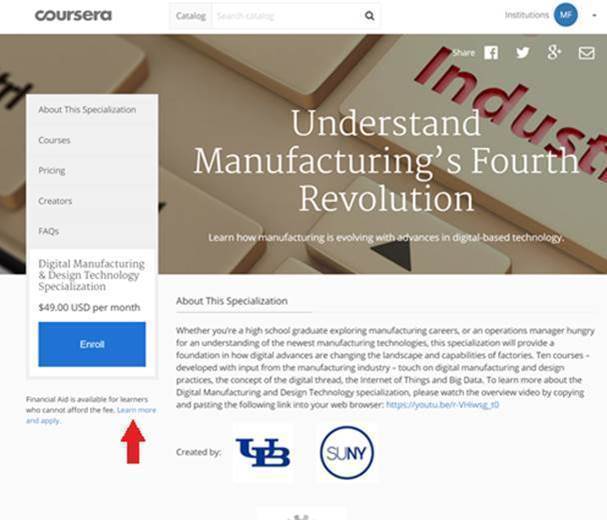 coursera
Catalog
Search catalog
Institutions
MF
Share
Industr
Understand
Manufacturing's Fourth
Revolution
Learn how manufacturing is evolving with advances in digital-based technology.
About This Specialization
Courses
Pricing
Creators
FAQs
Digital Manufacturing
& Design Technology
Specialization
$49.00 USD per month
Enroll
Financial Aid is available for learners
who cannot afford the fee. Learn more
and apply.
About This Specialization
Whether you're a high school graduate exploring manufacturing careers, or an operations manager hungry
for an understanding of the newest manufacturing technologies, this specialization will provide a
foundation in how digital advances are changing the landscape and capabilities of factories. Ten courses –
developed with input from the manufacturing industry – touch on digital manufacturing and design
practices, the concept of the digital thread, the Internet of Things and Big Data. To learn more about the
Digital Manufacturing and Design Technology specialization, please watch the overview video by copying
and pasting the following link into your web browser: https://youtu.be/r-VHiwsg_t0
Created by:
UB
SUNY